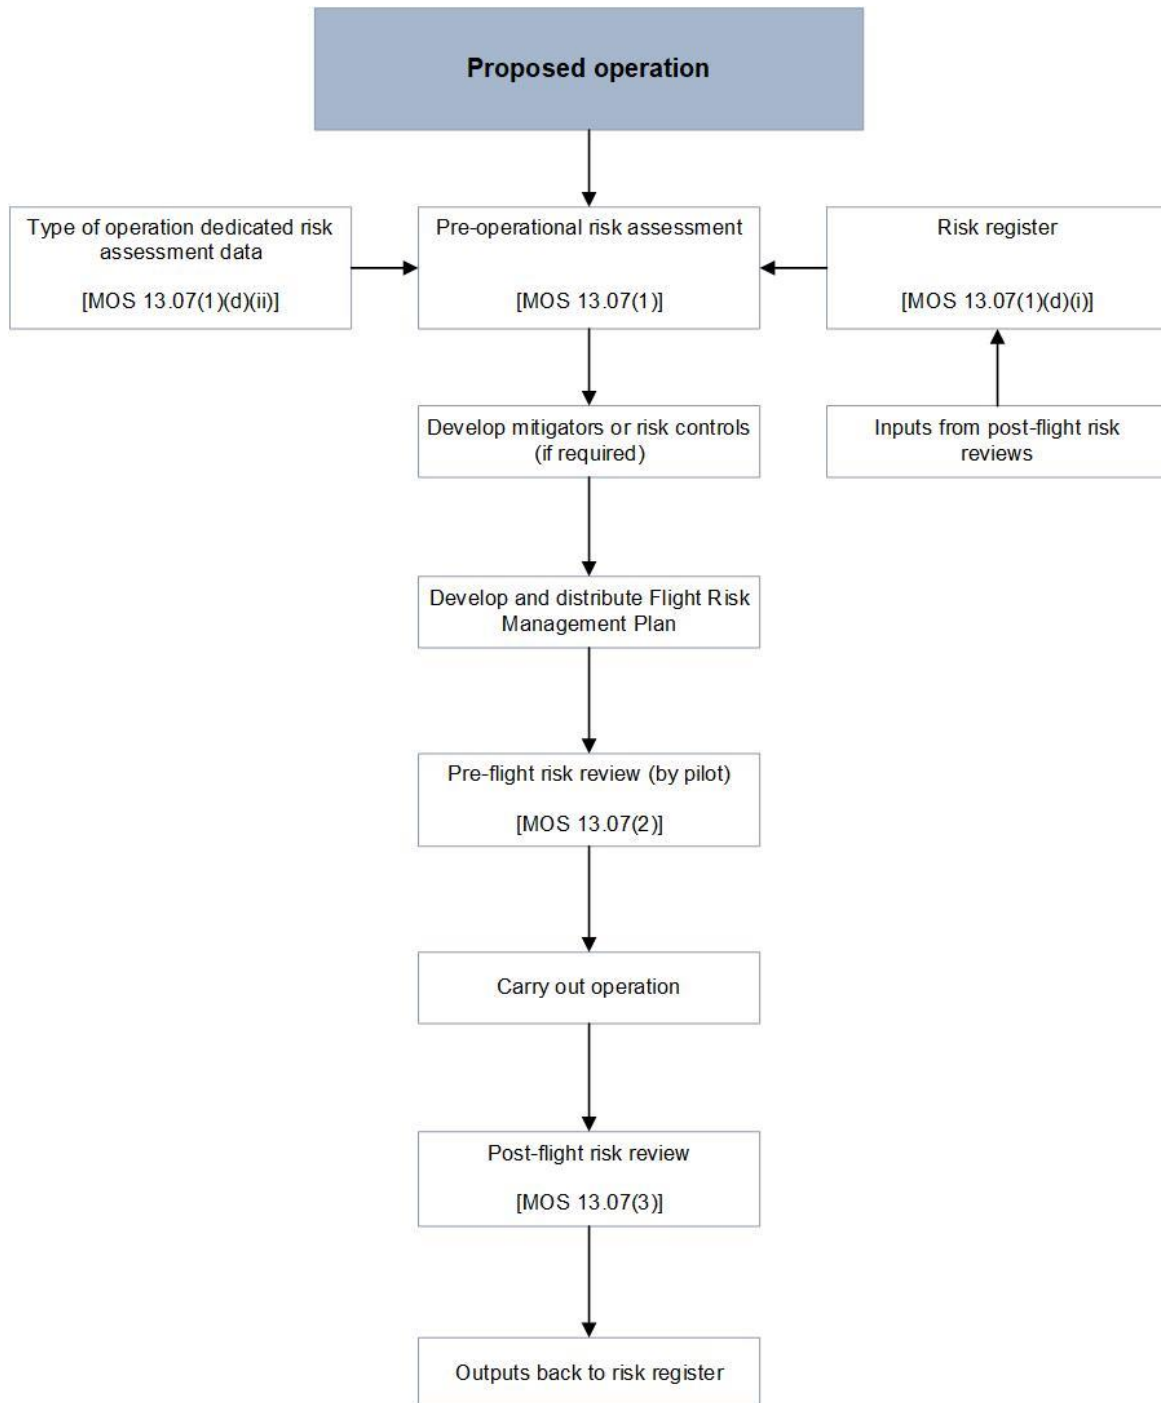 Proposed operation
Type of operation dedicated risk
assessment data
[MOS 13.07(1)(d)(ii)]
Pre-operational risk assessment
[MOS 13.07(1)]
Risk register
[MOS 13.07(1)(d)(i)]
Develop mitigators or risk controls
(if required)
Inputs from post-flight risk
reviews
Develop and distribute Flight Risk
Management Plan
Pre-flight risk review (by pilot)
[MOS 13.07(2)]
Carry out operation
Post-flight risk review
[MOS 13.07(3)]
Outputs back to risk register